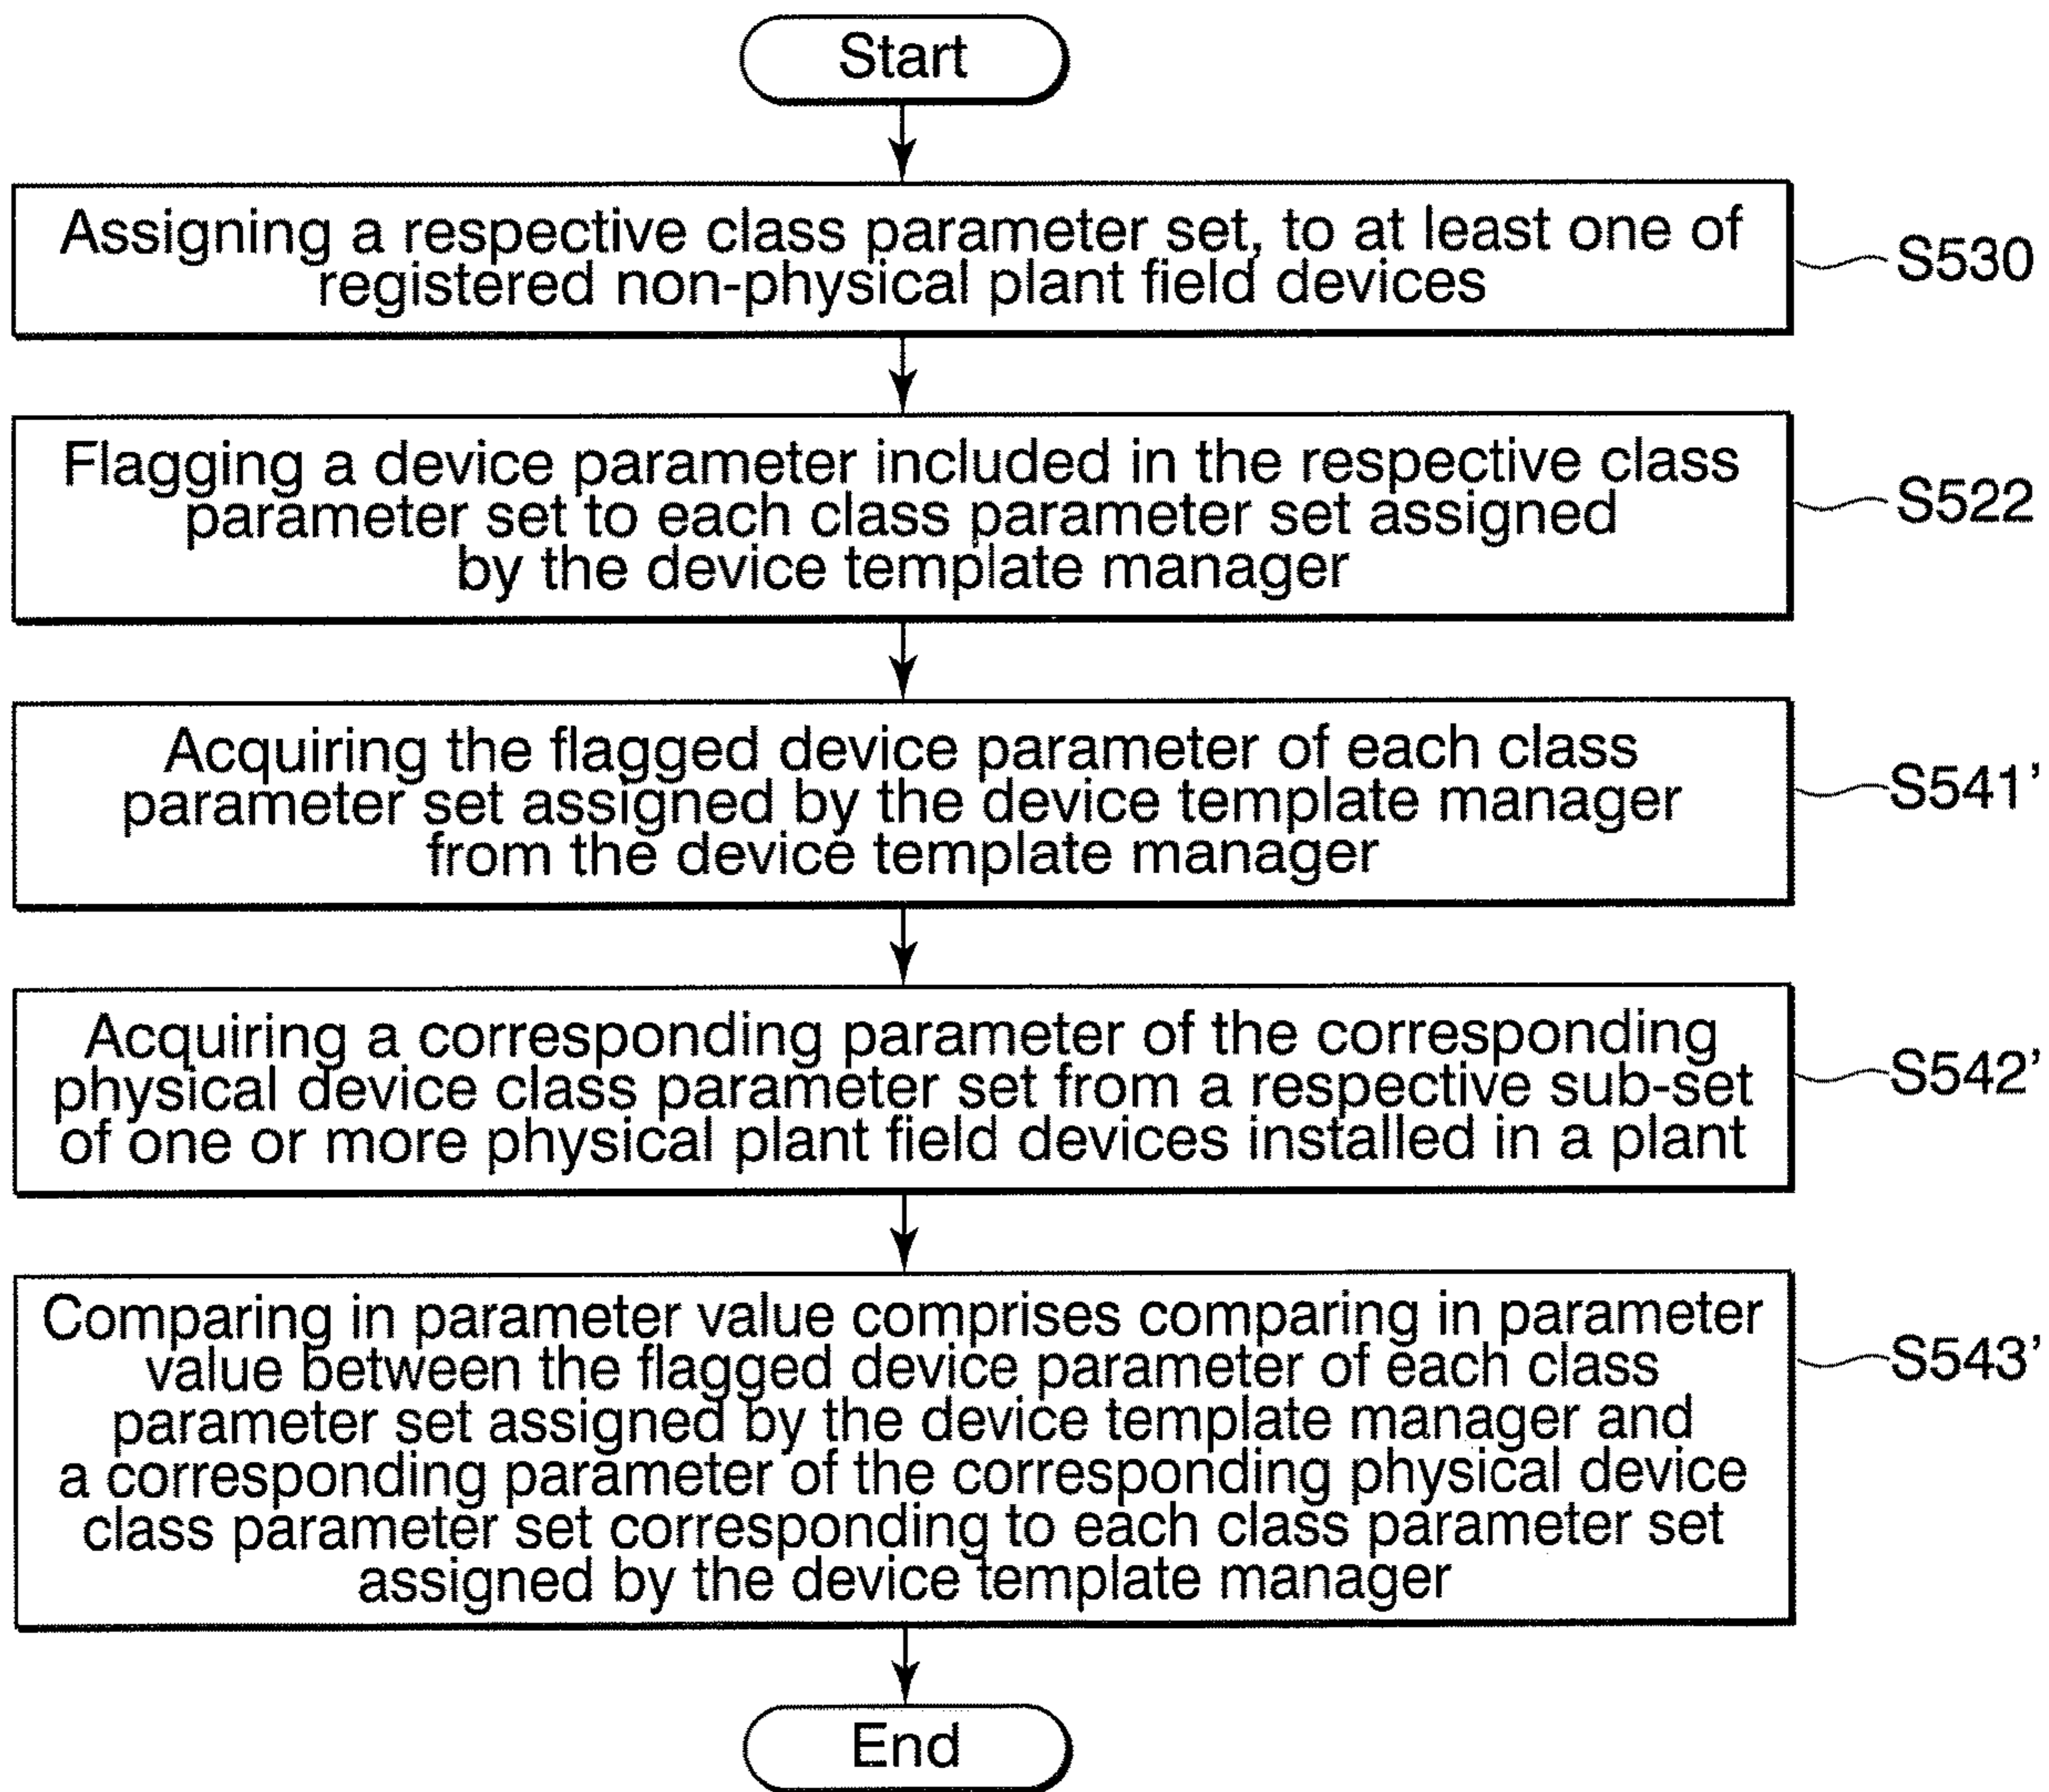 Start
Assigning a respective class parameter set, to at least one of
registered non-physical plant field devices
S530
Flagging a device parameter included in the respective class
parameter set to each class parameter set assigned
by the device template manager
S522
Acquiring the flagged device parameter of each class
parameter set assigned by the device template manager
from the device template manager
S541’
Acquiring a corresponding parameter of the corresponding
physical device class parameter set from a respective sub-set
of one or more physical plant field devices installed in a plant
S542’
Comparing in parameter value comprises comparing in parameter
value between the flagged device parameter of each class
parameter set assigned by the device template manager and
a corresponding parameter of the corresponding physical device
class parameter set corresponding to each class parameter set
assigned by the device template manager
S543’
End